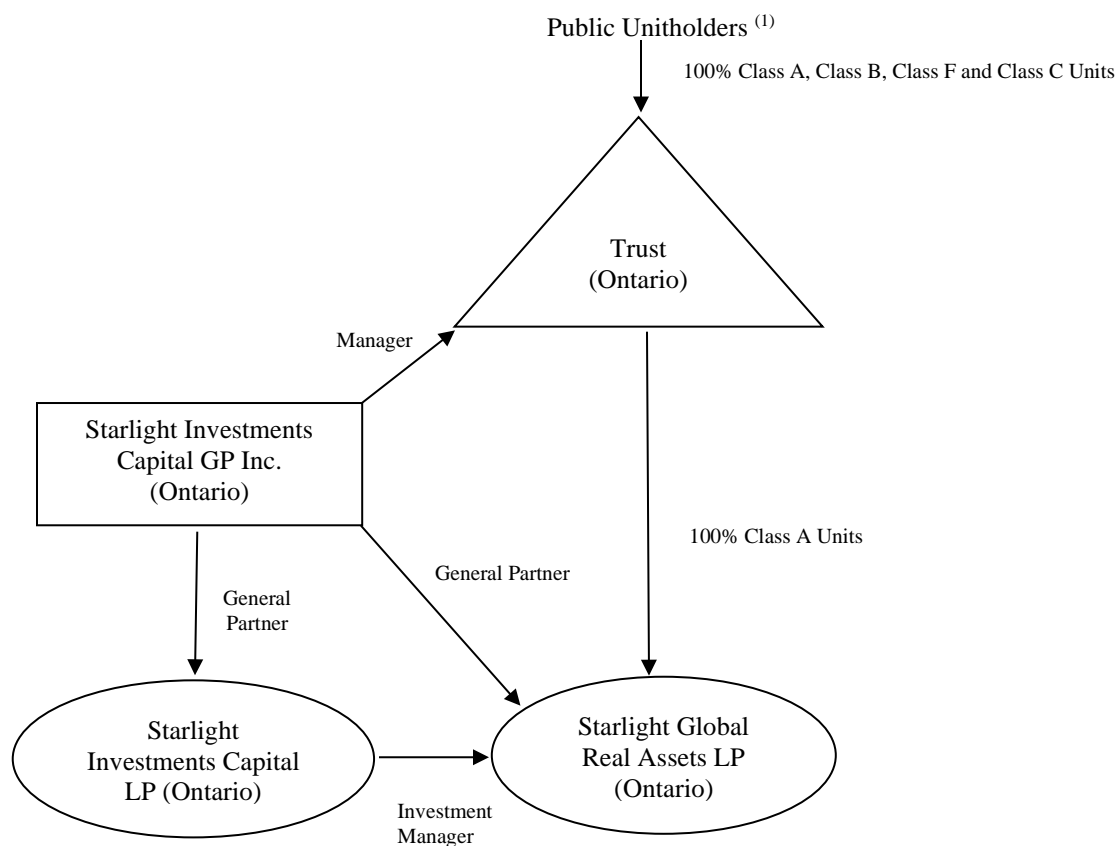 Public Unitholders (1)
100% Class A, Class B, Class F and Class C Units
Trust
(Ontario)
Manager
Starlight Investments
Capital GP Inc.
(Ontario)
100% Class A Units
General Partner
General
Partner
Starlight
Investments Capital
LP (Ontario)
Starlight Global
Real Assets LP
(Ontario)
Investment
Manager